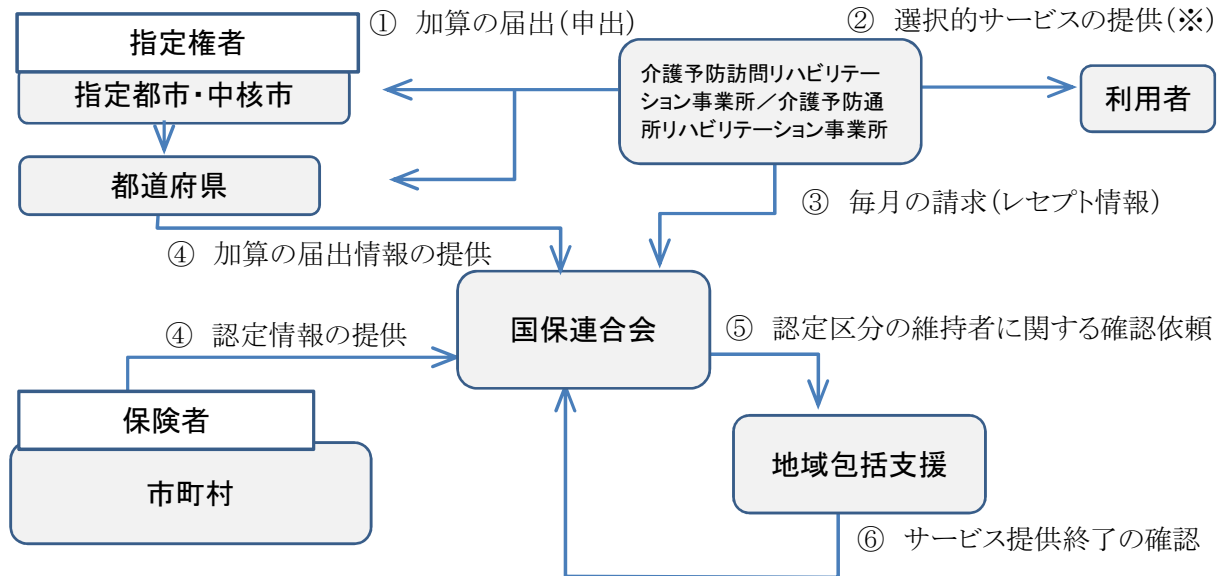 ① 加算の届出(申出)
② 選択的サービスの提供(※)
指定権者
指定都市・中核市
介護予防訪問リハビリテー
ション事業所／介護予防通
所リハビリテーション事業所
利用者
都道府県
③ 毎月の請求(レセプト情報)
④ 加算の届出情報の提供
国保連合会
④ 認定情報の提供
⑤ 認定区分の維持者に関する確認依頼
保険者
市町村
地域包括支援
⑥ サービス提供終了の確認